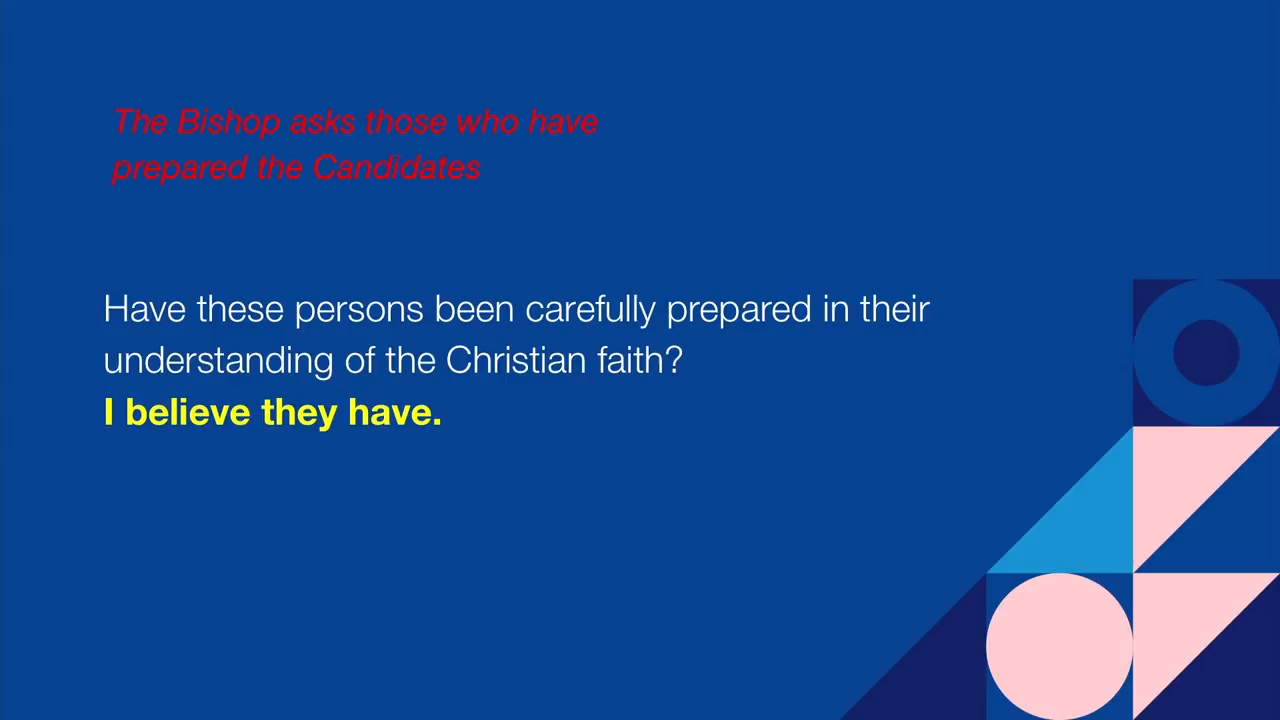 The Bishop asks those who have
prepared the Candidates
Have these persons been carefully prepared in their
understanding of the Christian faith?
I believe they have.